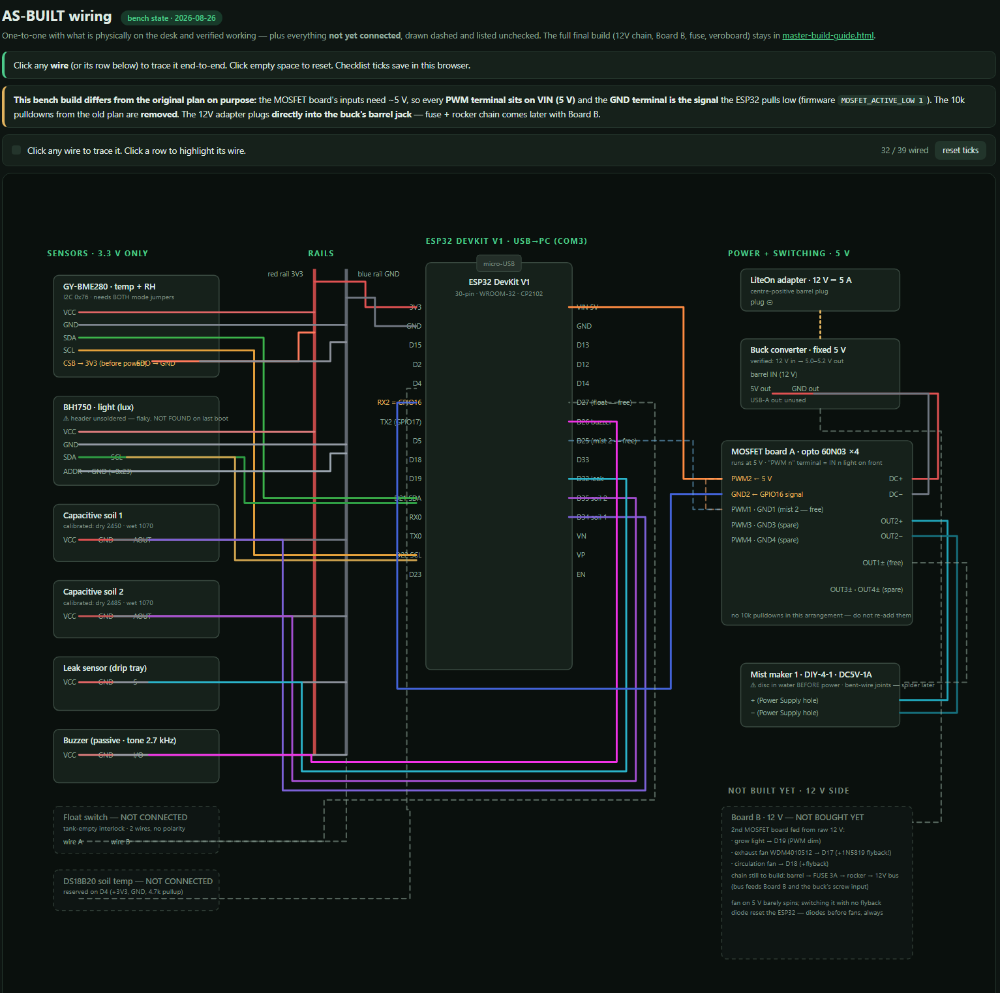 AS-BUILT wiring
bench state · 2026-08-26
One-to-one with what is physically on the desk and verified working — plus everything not yet connected, drawn dashed and listed unchecked. The full final build (12V chain, Board B, fuse, veroboard) stays in master-build-guide.html.
Click any wire (or its row below) to trace it end-to-end. Click empty space to reset. Checklist ticks save in this browser.
This bench build differs from the original plan on purpose: the MOSFET board's inputs need ~5 V, so every PWM terminal sits on VIN (5 V) and the GND terminal is the signal the ESP32 pulls low (firmware MOSFET_ACTIVE_LOW 1 ). The 10k
pulldowns from the old plan are removed. The 12V adapter plugs directly into the buck's barrel jack — fuse + rocker chain comes later with Board B.
Click any wire to trace it. Click a row to highlight its wire.
32 / 39 wired
reset ticks
SENSORS · 3.3 V ONLY
GY-BME280 · temp + RH
I2C 0x76 · needs BOTH mode jumpers
VCC
GND
SDA
SCL
CSB → 3V3 (before power)
SDO → GND
BH1750 · light (lux)
⚠ header unsoldered — flaky, NOT FOUND on last boot
VCC
GND
SDA
SCL
ADDR → GND (=0x23)
Capacitive soil 1
calibrated: dry 2450 · wet 1070
VCC
GND
AOUT
Capacitive soil 2
calibrated: dry 2485 · wet 1070
VCC
GND
AOUT
Leak sensor (drip tray)
VCC
GND
S
Buzzer (passive · tone 2.7 kHz)
VCC
GND
I/O
Float switch — NOT CONNECTED
tank-empty interlock · 2 wires, no polarity
wire A
wire B
DS18B20 soil temp — NOT CONNECTED
reserved on D4 (+3V3, GND, 4.7k pullup)
RAILS
red rail 3V3
blue rail GND
ESP32 DEVKIT V1 · USB→PC (COM3)
micro-USB
ESP32 DevKit V1
30-pin · WROOM-32 · CP2102
3V3
GND
D15
D2
D4
RX2 = GPIO16
TX2 (GPIO17)
D5
D18
D19
D21 SDA
RX0
TX0
D22 SCL
D23
VIN 5V
GND
D13
D12
D14
D27 (float — free)
D26 buzzer
D25 (mist 2 — free)
D33
D32 leak
D35 soil 2
D34 soil 1
VN
VP
EN
POWER + SWITCHING · 5 V
LiteOn adapter · 12 V = 5 A
centre-positive barrel plug
plug ⊖
Buck converter · fixed 5 V
verified: 12 V in → 5.0–5.2 V out
barrel IN (12 V)
5V out
GND out
USB-A out: unused
MOSFET board A · opto 60N03 ×4
runs at 5 V · "PWM n" terminal = IN n light on front
PWM2 ← 5 V
GND2 ← GPIO16 signal
PWM1 · GND1 (mist 2 — free)
PWM3 · GND3 (spare)
PWM4 · GND4 (spare)
DC+
DC−
OUT2+
OUT2−
OUT1± (free)
OUT3± · OUT4± (spare)
no 10k pulldowns in this arrangement — do not re-add them
Mist maker 1 · DIY-4-1 · DC5V-1A
⚠ disc in water BEFORE power · bent-wire joints — solder later
+ (Power Supply hole)
− (Power Supply hole)
NOT BUILT YET · 12 V SIDE
Board B · 12 V — NOT BOUGHT YET
2nd MOSFET board fed from raw 12 V:
· grow light → D19 (PWM dim)
· exhaust fan WDM4010S12 → D17 (+1N5819 flyback!)
· circulation fan → D18 (+flyback)
chain still to build: barrel → FUSE 3A → rocker → 12V bus
(bus feeds Board B and the buck's screw input)
fan on 5 V barely spins; switching it with no flyback
diode reset the ESP32 — diodes before fans, always